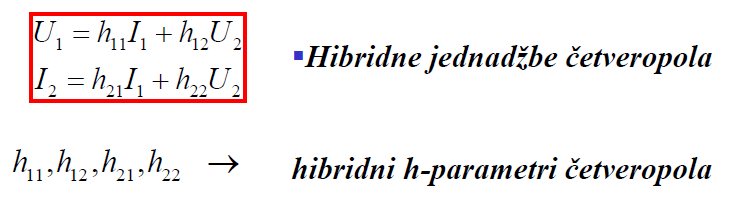 U₁ = h₁₁I₁ + h₁₂U₂
I₂ = h₂₁I₁ + h₂₂U₂
▪Hibridne jednadžbe četveropola
h₁₁,h₁₂,h₂₁,h₂₂ →
hibridni h-parametri četveropola